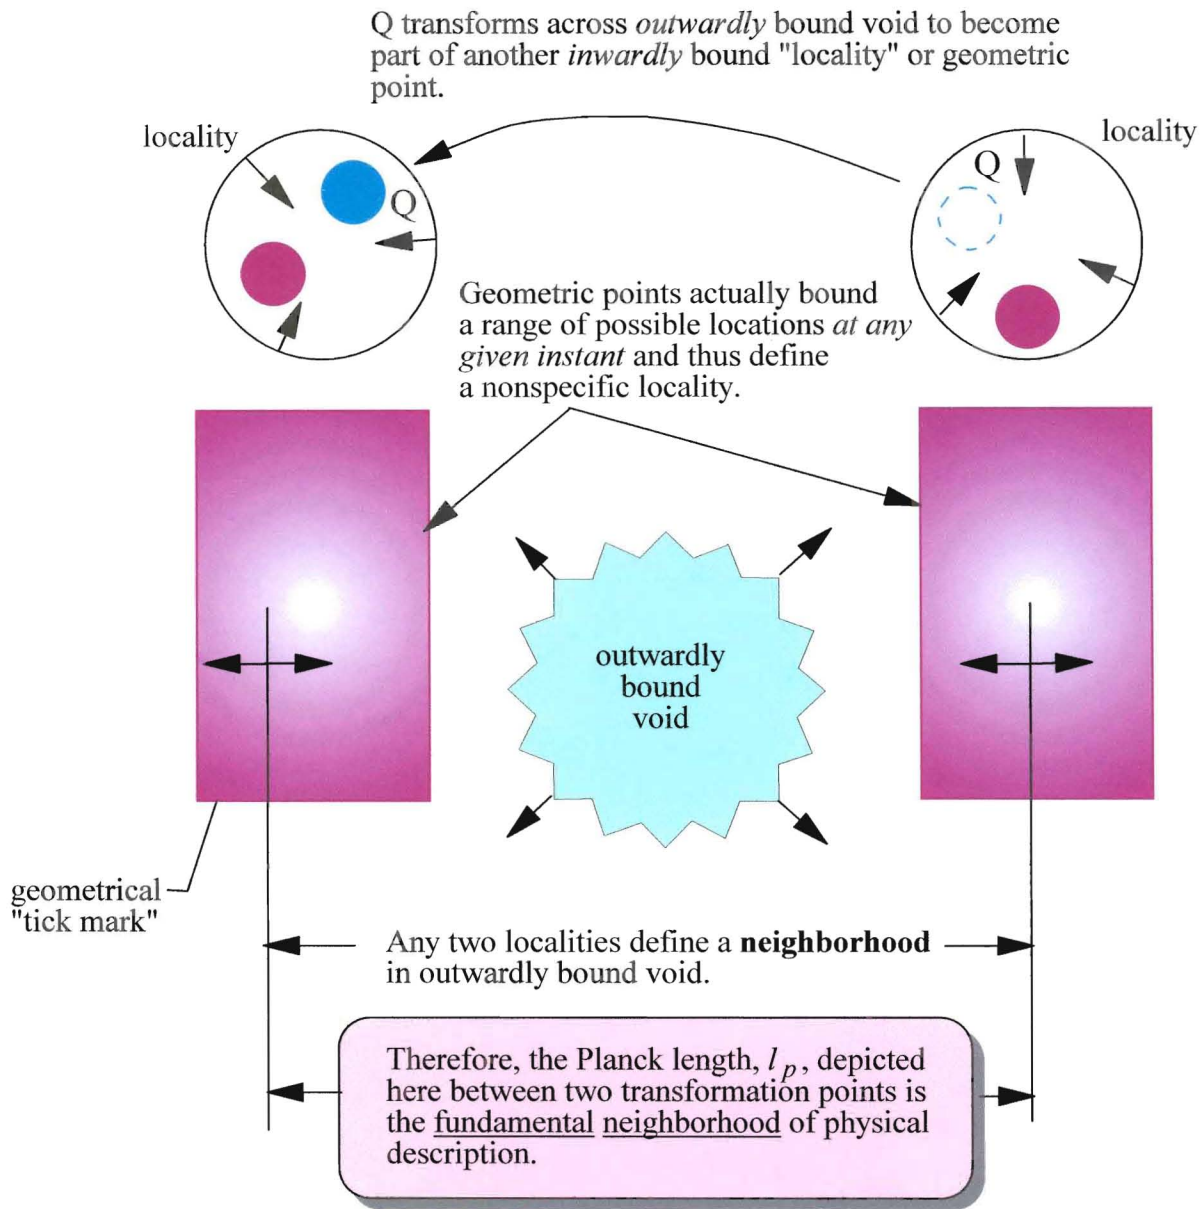 Q transforms across outwardly bound void to become
part of another inwardly bound "locality" or geometric
point.
locality
locality
Q
Q
Geometric points actually bound
a range of possible locations at any
given instant and thus define
a nonspecific locality.
outwardly
bound
void
geometrical
"tick mark"
Any two localities define a neighborhood
in outwardly bound void.
Therefore, the Planck length, l p, depicted
here between two transformation points is
the fundamental neighborhood of physical
description.